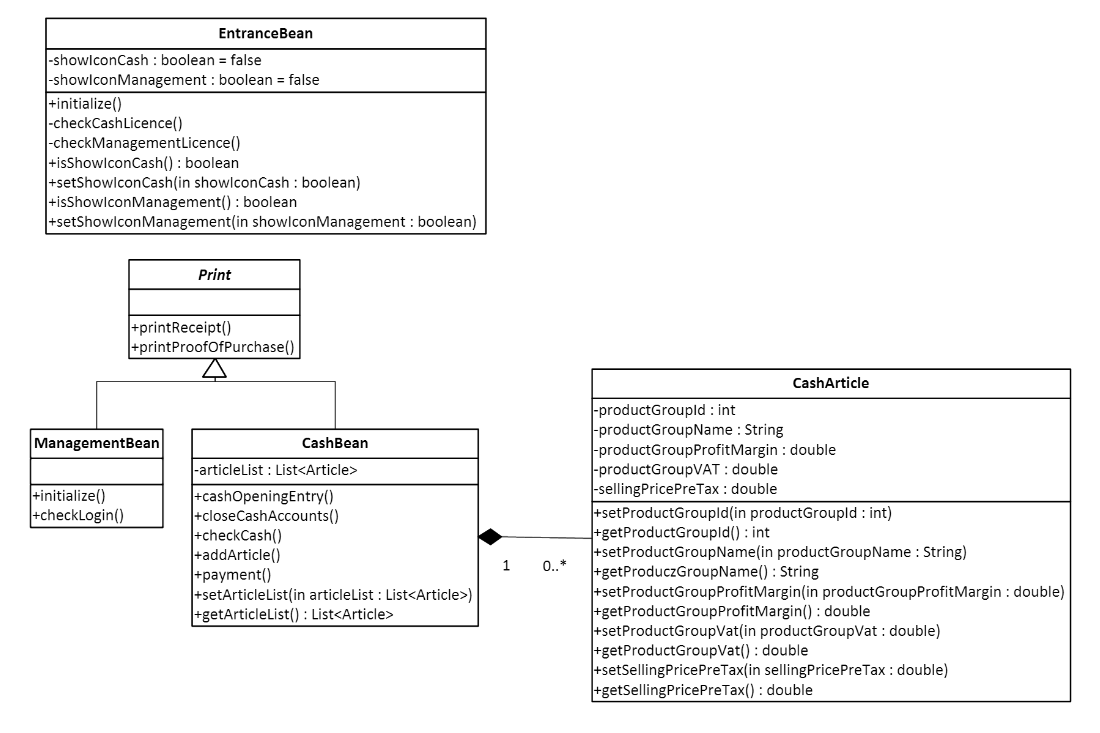 EntranceBean
-showIconCash : boolean = false
-showIconManagement : boolean = false
+initialize()
-checkCashLicence()
-checkManagementLicence()
+isShowIconCash() : boolean
+setShowIconCash(in showIconCash : boolean)
+isShowIconManagement() : boolean
+setShowIconManagement(in showIconManagement : boolean)
Print
+printReceipt()
+printProofOfPurchase()
ManagementBean
+initialize()
+checkLogin()
CashBean
-articleList : List<Article>
+cashOpeningEntry()
+closeCashAccounts()
+checkCash()
+addArticle()
+payment()
+setArticleList(in articleList : List<Article>)
+getArticleList() : List<Article>
1
0..*
CashArticle
-productGroupId : int
-productGroupName : String
-productGroupProfitMargin : double
-productGroupVAT : double
-sellingPricePreTax : double
+setProductGroupId(in productGroupId : int)
+getProductGroupId() : int
+setProductGroupName(in productGroupName : String)
+getProduczGroupName() : String
+setProductGroupProfitMargin(in productGroupProfitMargin : double)
+getProductGroupProfitMargin() : double
+setProductGroupVat(in productGroupVat : double)
+getProductGroupVat() : double
+setSellingPricePreTax(in sellingPricePreTax : double)
+getSellingPricePreTax() : double